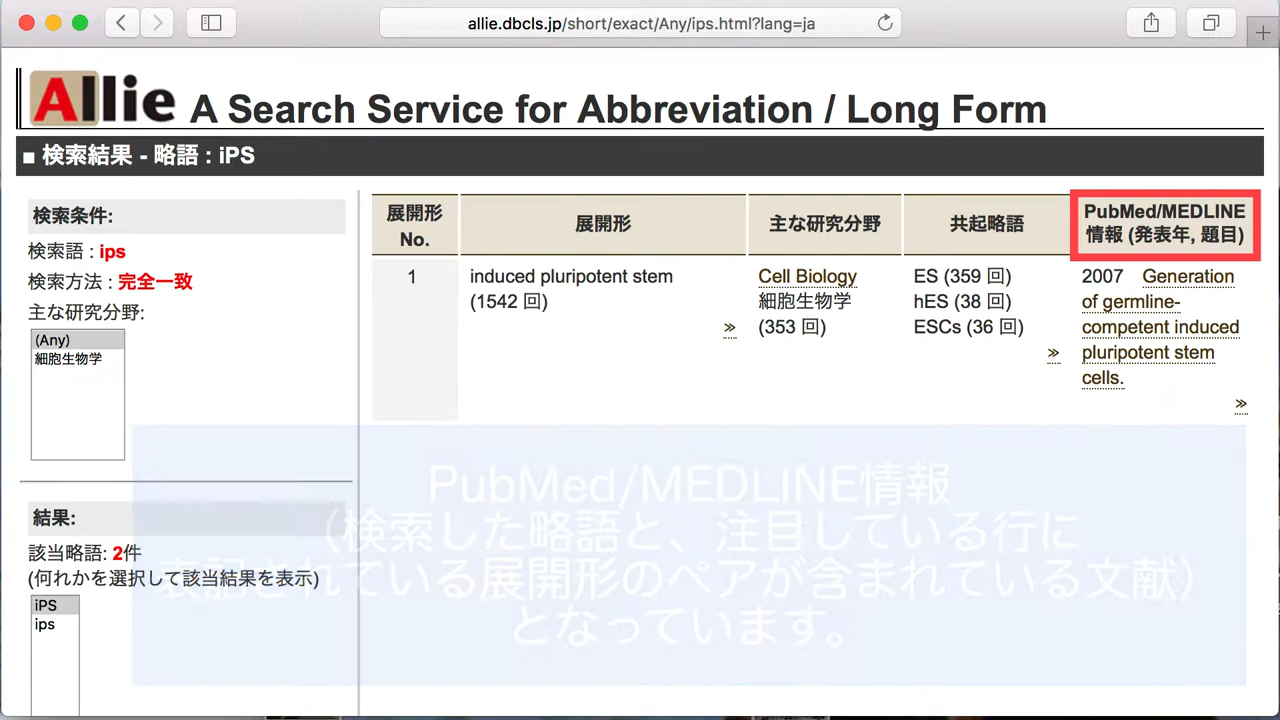 allie.dbcls.jp/short/exact/Any/ips.html?lang=ja
Allie A Search Service for Abbreviation / Long Form
■ 検索結果 - 略語 : iPS
検索条件:
検索語 : ips
検索方法 : 完全一致
主な研究分野:
(Any)
細胞生物学
結果:
該当略語: 2件
(何れかを選択して該当結果を表示)
iPS
ips
展開形
No.
展開形
主な研究分野
共起略語
PubMed/MEDLINE
情報 (発表年, 題目)
1
induced pluripotent stem
(1542 回)
»
Cell Biology
細胞生物学
(353 回)
ES (359 回)
hES (38 回)
ESCs (36 回)
»
2007 Generation
of germline-
competent induced
pluripotent stem
cells.
»
PubMed/MEDLINE情報
（検索した略語と、注目している行に
表記されている展開形のペアが含まれている文献）
となっています。